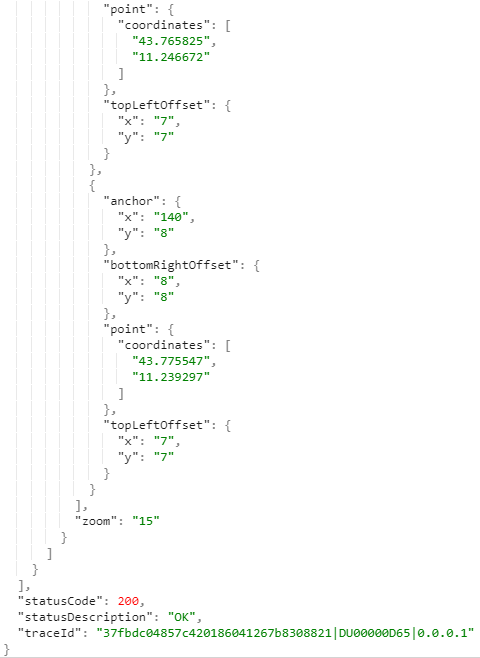 "point": {
"coordinates": [
"43.765825",
"11.246672"
]
},
"topLeftOffset": {
"x": "7",
"y": "7"
}
},
{
"anchor": {
"x": "140",
"y": "8"
},
"bottomRightOffset": {
"x": "8",
"y": "8"
},
"point": {
"coordinates": [
"43.775547",
"11.239297"
]
},
"topLeftOffset": {
"x": "7",
"y": "7"
}
}
],
"zoom": "15"
}
]
}
],
"statusCode": 200,
"statusDescription": "OK",
"traceId": "37fbdc04857c420186041267b8308821|DU00000D65|0.0.0.1"
}